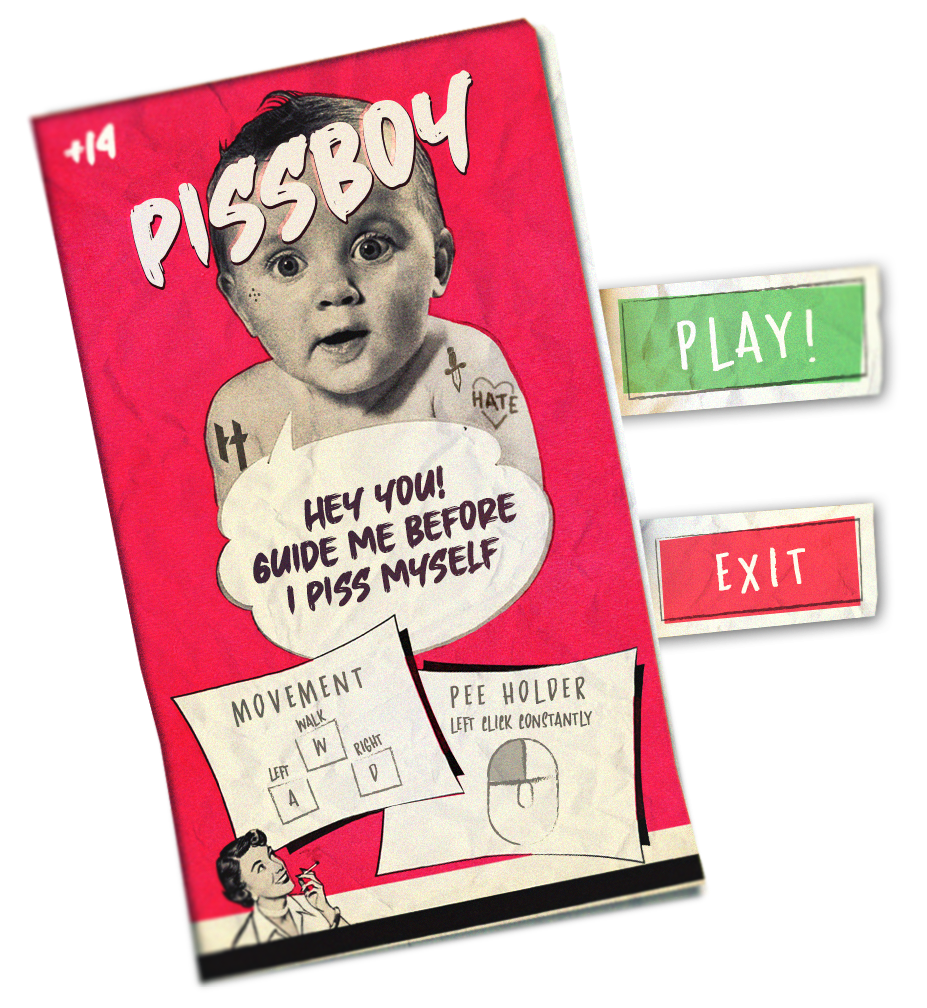 +14
PISSBOY
HATE
HEY YOU!
GUIDE ME BEFORE
I PISS MYSELF
PLAY!
EXIT
MOVEMENT
WALK
W
LEFT
A
RIGHT
D
PEE HOLDER
LEFT CLICK CONSTANTLY